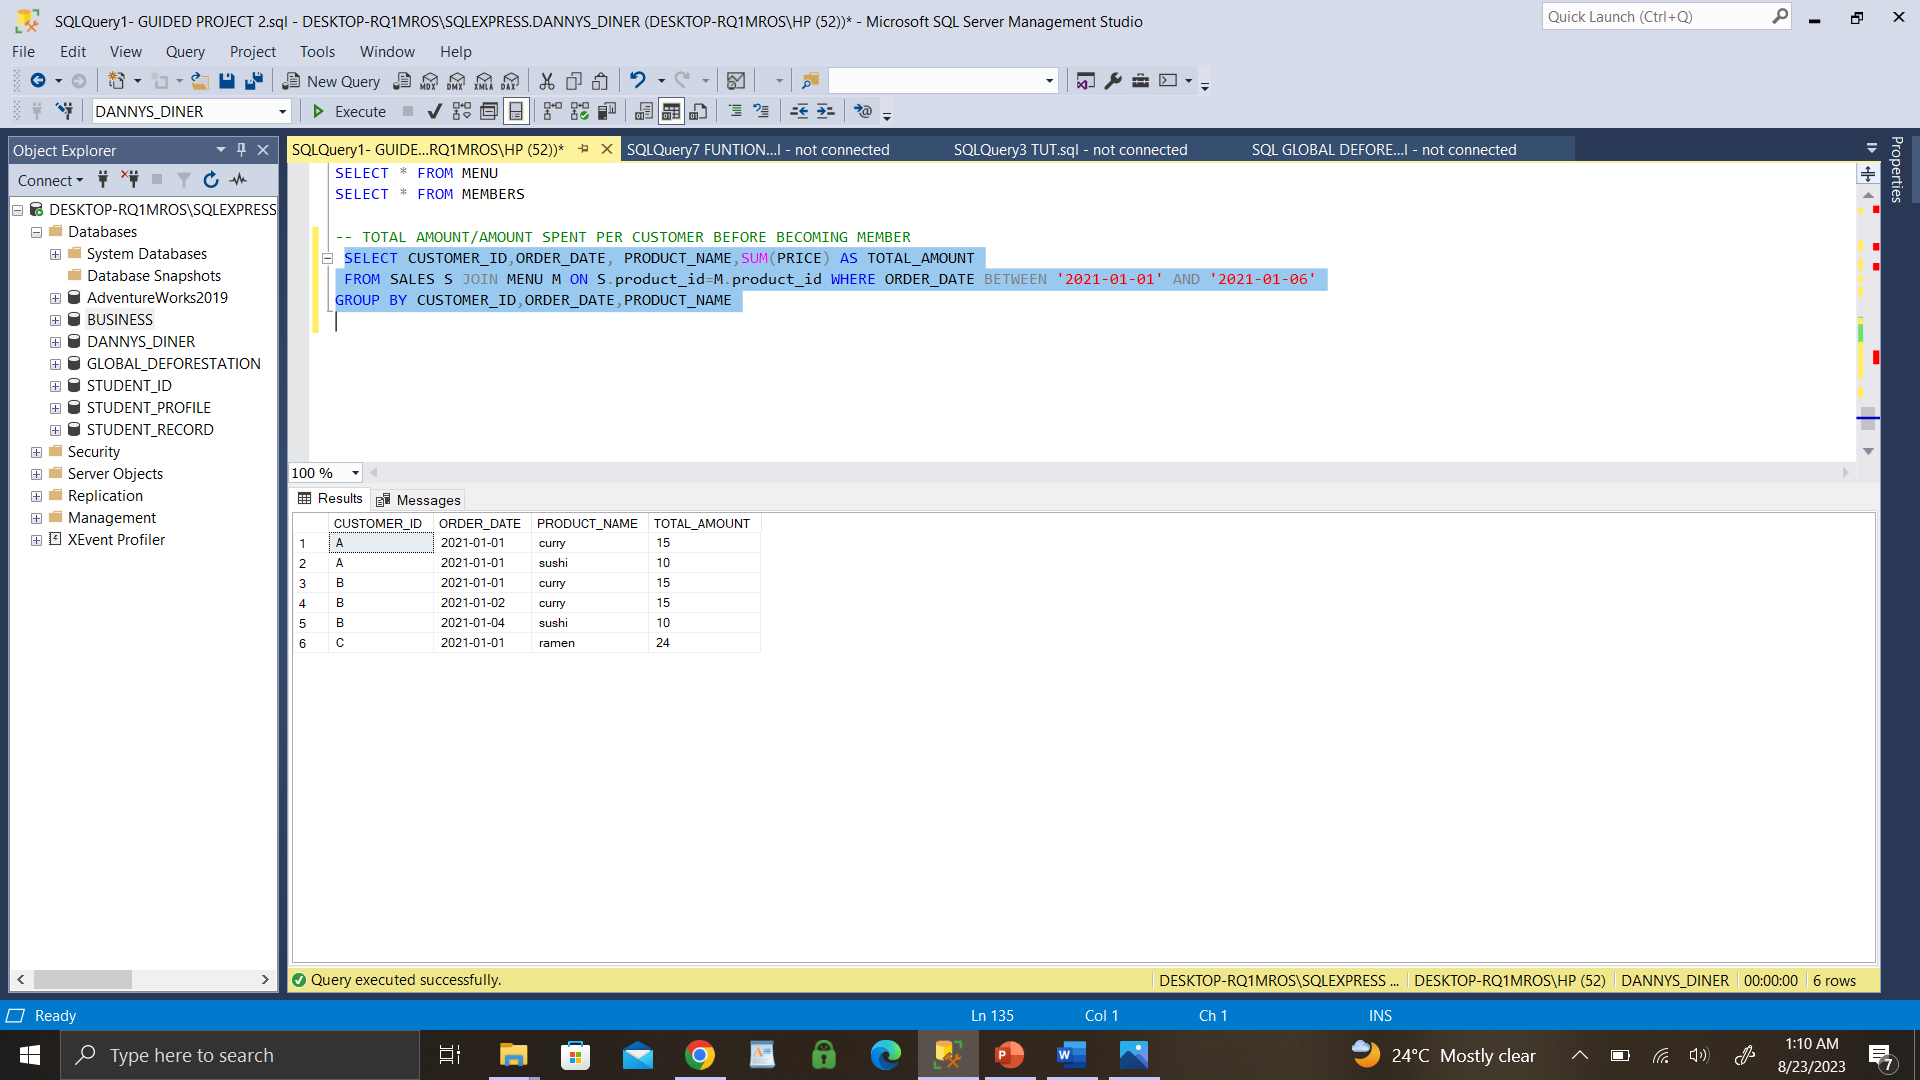 SQLQuery1- GUIDED PROJECT 2.sql - DESKTOP-RQ1MROS\SQLEXPRESS.DANNYS_DINER (DESKTOP-RQ1MROS\HP (52))* - Microsoft SQL Server Management Studio
Quick Launch (Ctrl+Q)
File Edit View Query Project Tools Window Help
New Query MDX DMX XMLA DAX
DANNYS_DINER Execute
Object Explorer
Connect
DESKTOP-RQ1MROS\SQLEXPRESS
Databases
System Databases
Database Snapshots
AdventureWorks2019
BUSINESS
DANNYS_DINER
GLOBAL_DEFORESTATION
STUDENT_ID
STUDENT_PROFILE
STUDENT_RECORD
Security
Server Objects
Replication
Management
XEvent Profiler
SQLQuery1- GUIDE...RQ1MROS\HP (52))* SQLQuery7 FUNTION...l - not connected SQLQuery3 TUT.sql - not connected SQL GLOBAL DEFORE...l - not connected
Properties
SELECT * FROM MENU
SELECT * FROM MEMBERS
-- TOTAL AMOUNT/AMOUNT SPENT PER CUSTOMER BEFORE BECOMING MEMBER
SELECT CUSTOMER_ID,ORDER_DATE, PRODUCT_NAME,SUM(PRICE) AS TOTAL_AMOUNT
FROM SALES S JOIN MENU M ON S.product_id=M.product_id WHERE ORDER_DATE BETWEEN '2021-01-01' AND '2021-01-06'
GROUP BY CUSTOMER_ID,ORDER_DATE,PRODUCT_NAME
100 %
Results Messages
CUSTOMER_ID ORDER_DATE PRODUCT_NAME TOTAL_AMOUNT
1 A 2021-01-01 curry 15
2 A 2021-01-01 sushi 10
3 B 2021-01-01 curry 15
4 B 2021-01-02 curry 15
5 B 2021-01-04 sushi 10
6 C 2021-01-01 ramen 24
Query executed successfully. DESKTOP-RQ1MROS\SQLEXPRESS ... DESKTOP-RQ1MROS\HP (52) DANNYS_DINER 00:00:00 6 rows
Ready Ln 135 Col 1 Ch 1 INS
Type here to search 24°C Mostly clear 1:10 AM
8/23/2023 7